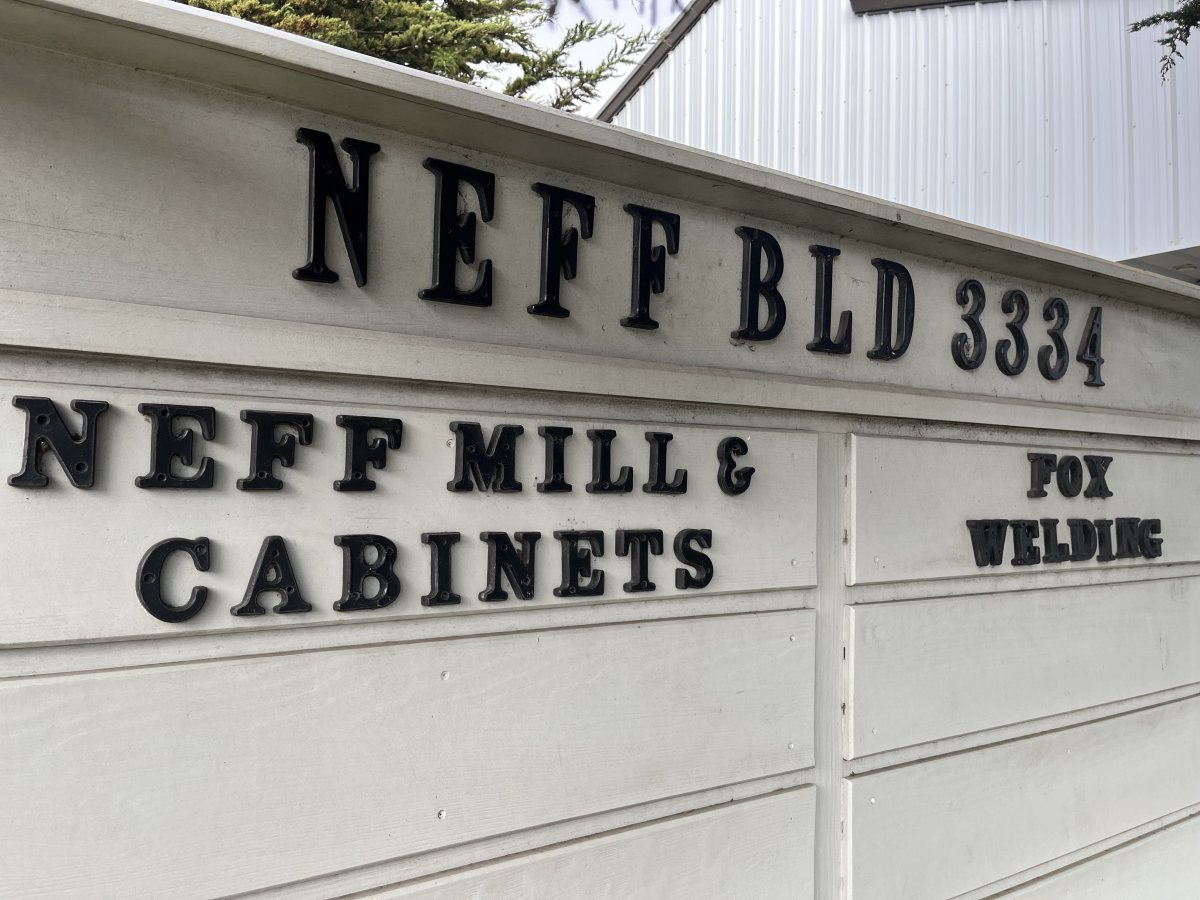 NEFF BLD 3334
NEFF MILL &
CABINETS
FOX
WELDING